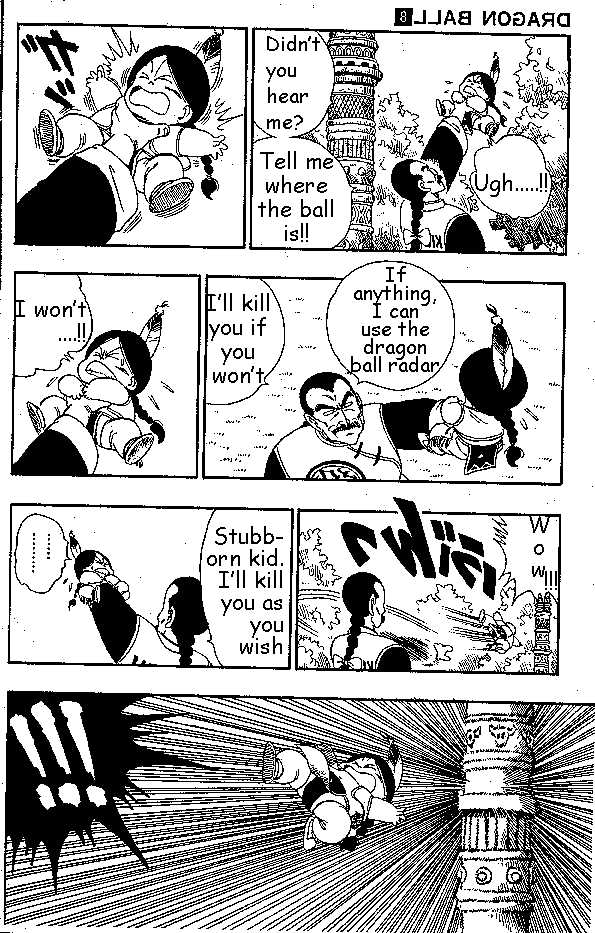 DRAGON BALL 8
Didn't
you
hear
me?
Tell me
where
the ball
is!!
Ugh.....!!
I won't
....!!
I'll kill
you if
you
won't
If
anything,
I can
use the
dragon
ball radar
......
Stubb-
orn kid.
I'll kill
you as
you
wish
Wow!!!
!!!